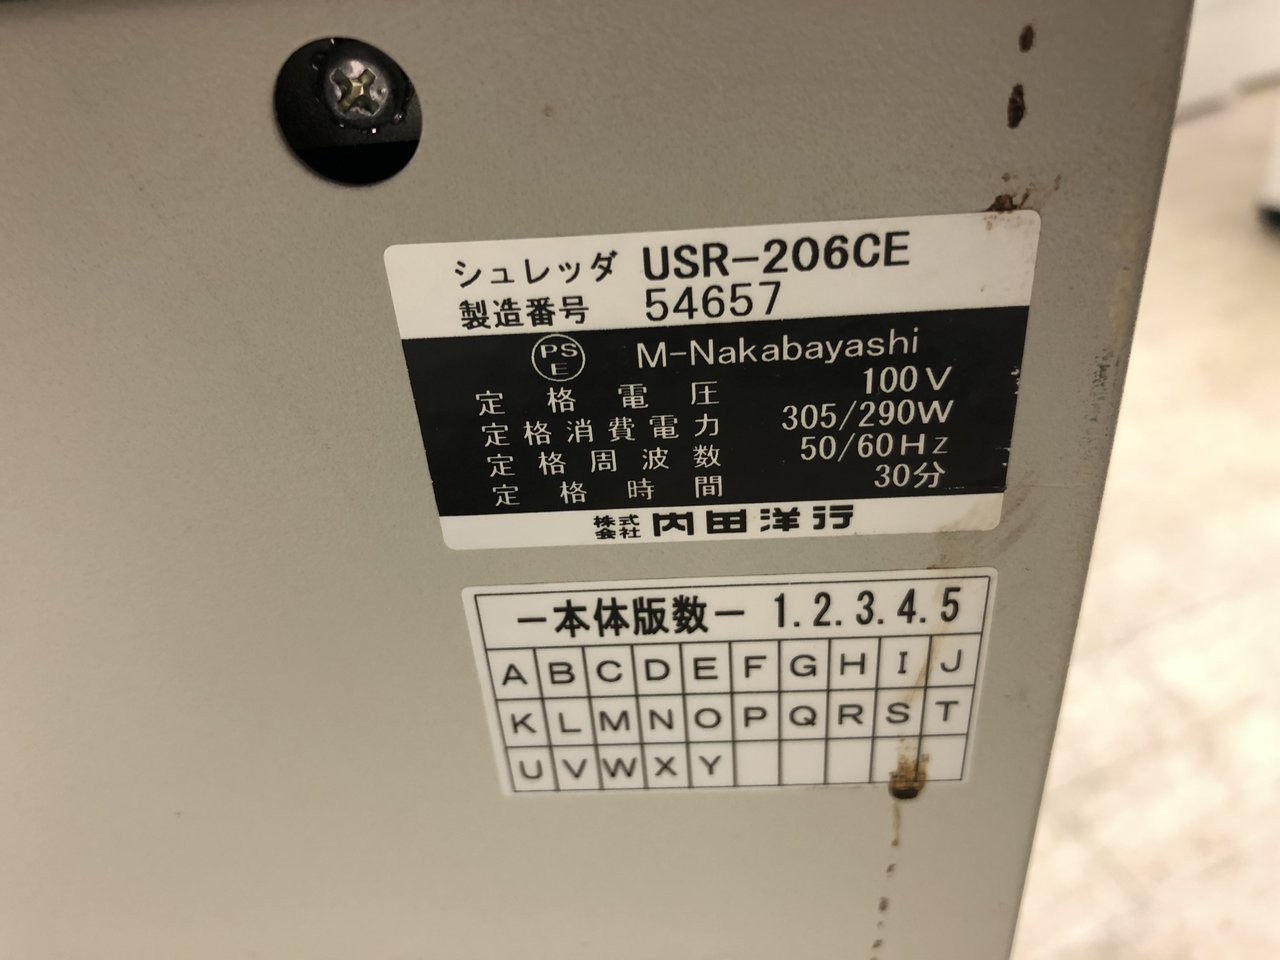 シュレッダ USR-206CE
製造番号 54657
PSE M-Nakabayashi
定格電圧 100V
定格消費電力 305/290W
定格周波数 50/60Hz
定格時間 30分
株式会社 内田洋行
-本体版数- 1.2.3.4.5
A B C D E F G H I J
K L M N O P Q R S T
U V W X Y